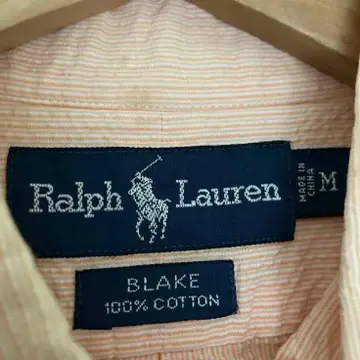 Ralph Lauren
MADE IN
CHINA
M
BLAKE
100% COTTON